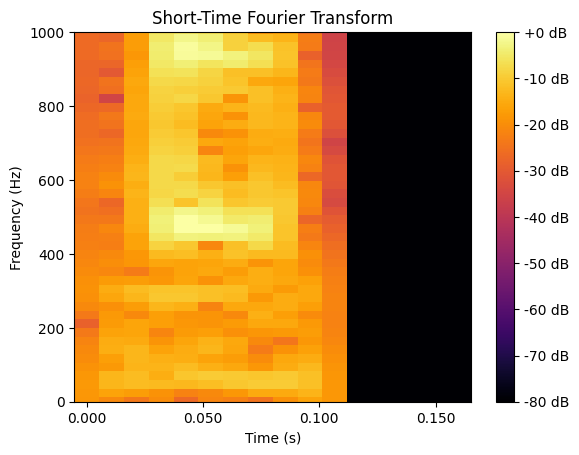 Short-Time Fourier Transform
1000
800
600
400
200
0
Frequency (Hz)
0.000
0.050
0.100
0.150
Time (s)
+0 dB
-10 dB
-20 dB
-30 dB
-40 dB
-50 dB
-60 dB
-70 dB
-80 dB